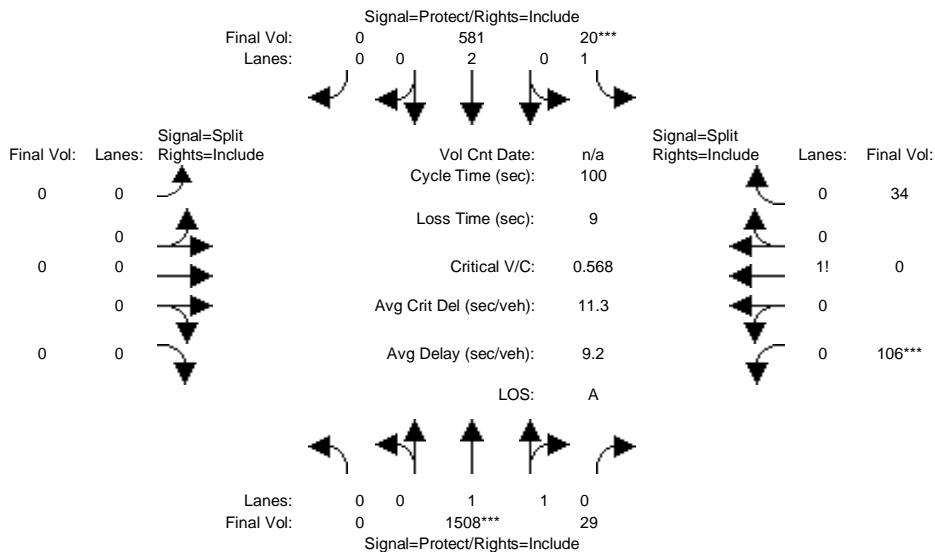 Signal=Protect/Rights=Include
Final Vol: 0 581 20***
Lanes: 0 0 2 0 1
Signal=Split
Final Vol: Lanes: Rights=Include
Vol Cnt Date: n/a
Signal=Split
Rights=Include Lanes: Final Vol:
Cycle Time (sec): 100
0 0
0 34
Loss Time (sec): 9
0
0
0 0
Critical V/C: 0.568
1! 0
0
Avg Crit Del (sec/veh): 11.3
0
0 0
Avg Delay (sec/veh): 9.2
0 106***
LOS: A
Lanes: 0 0 1 1 0
Final Vol: 0 1508*** 29
Signal=Protect/Rights=Include